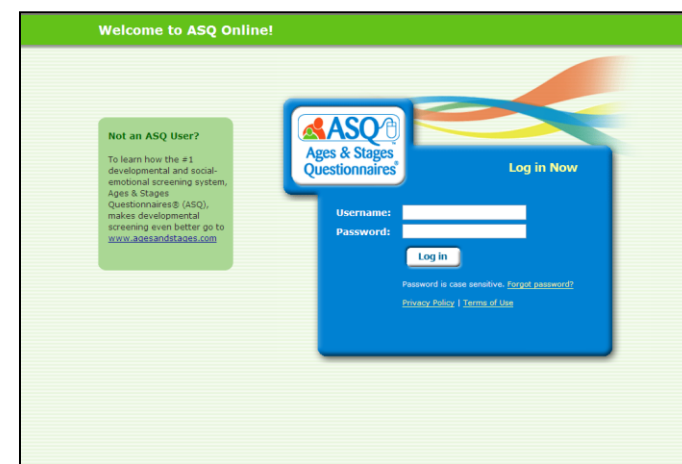 Welcome to ASQ Online!
Not an ASQ User?
To learn how the #1
developmental and social-
emotional screening system,
Ages & Stages
Questionnaires® (ASQ),
makes developmental
screening even better go to
www.agesandstages.com
ASQ
Ages & Stages
Questionnaires®
Log in Now
Username:
Password:
Log in
Password is case sensitive. Forgot password?
Privacy Policy | Terms of Use